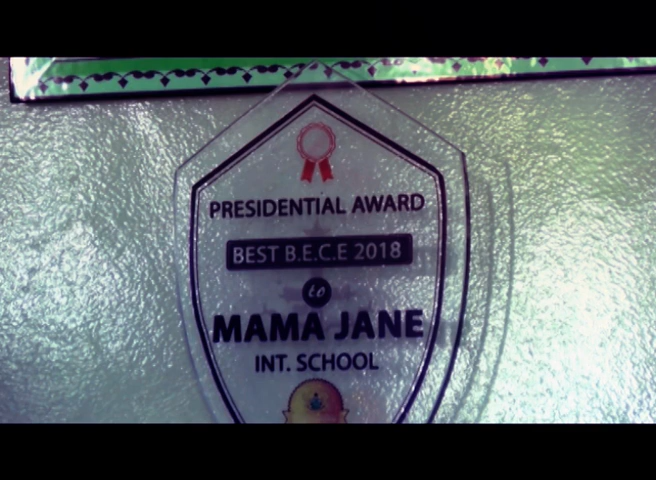 PRESIDENTIAL AWARD
BEST B.E.C.E 2018
to
MAMA JANE
INT. SCHOOL